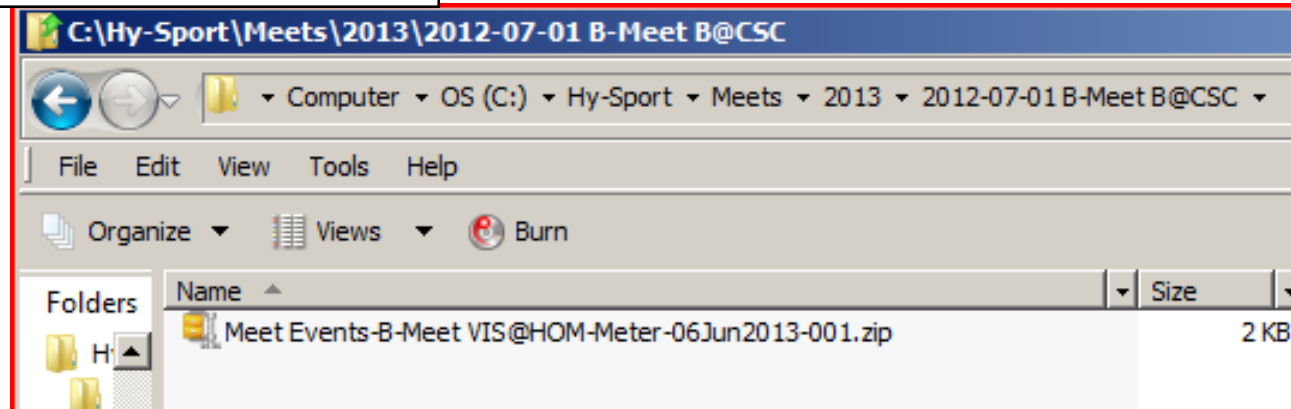 C:\Hy-Sport\Meets\2013\2012-07-01 B-Meet B@CSC
Computer OS (C:) Hy-Sport Meets 2013 2012-07-01 B-Meet B@CSC
File Edit View Tools Help
Organize Views Burn
Folders Name Size
Meet Events-B-Meet VIS@HOM-Meter-06Jun2013-001.zip 2 KB